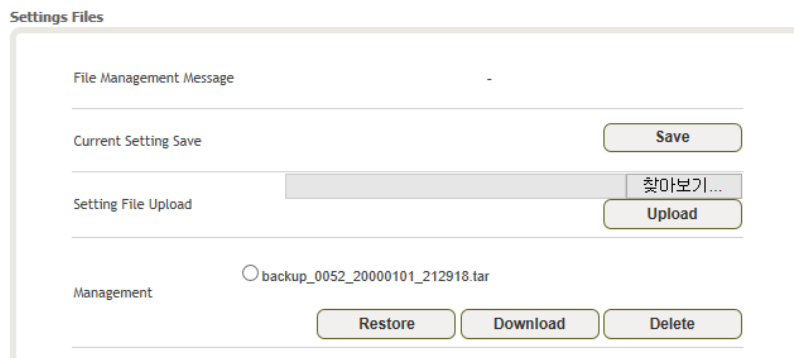 Settings Files
File Management Message -
Current Setting Save Save
찾아보기...
Setting File Upload
Upload
backup_0052_20000101_212918.tar
Management
Restore Download Delete